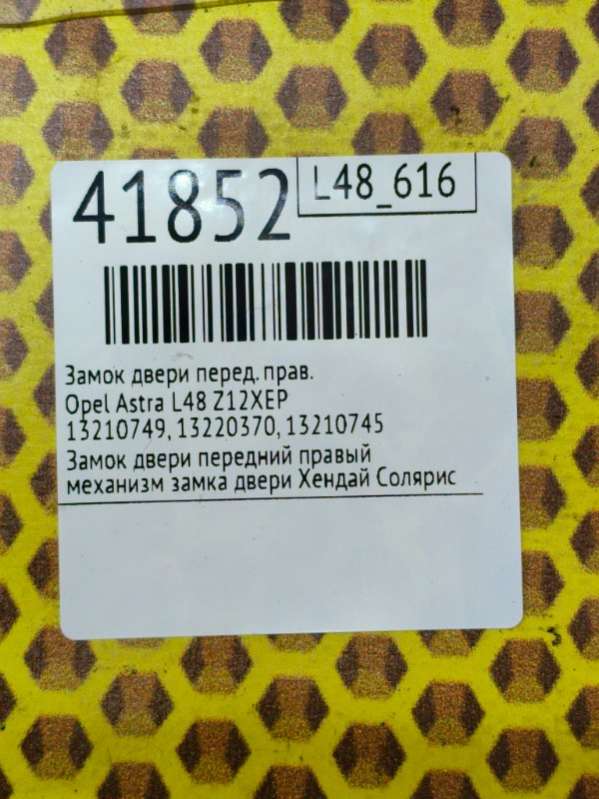 41852
L48_616
Замок двери перед. прав.
Opel Astra L48 Z12XEP
13210749, 13220370, 13210745
Замок двери передний правый
механизм замка двери Хендай Солярис